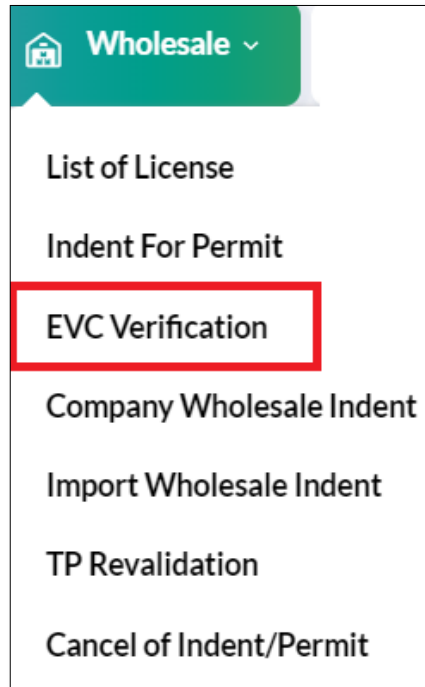 Wholesale
List of License
Indent For Permit
EVC Verification
Company Wholesale Indent
Import Wholesale Indent
TP Revalidation
Cancel of Indent/Permit